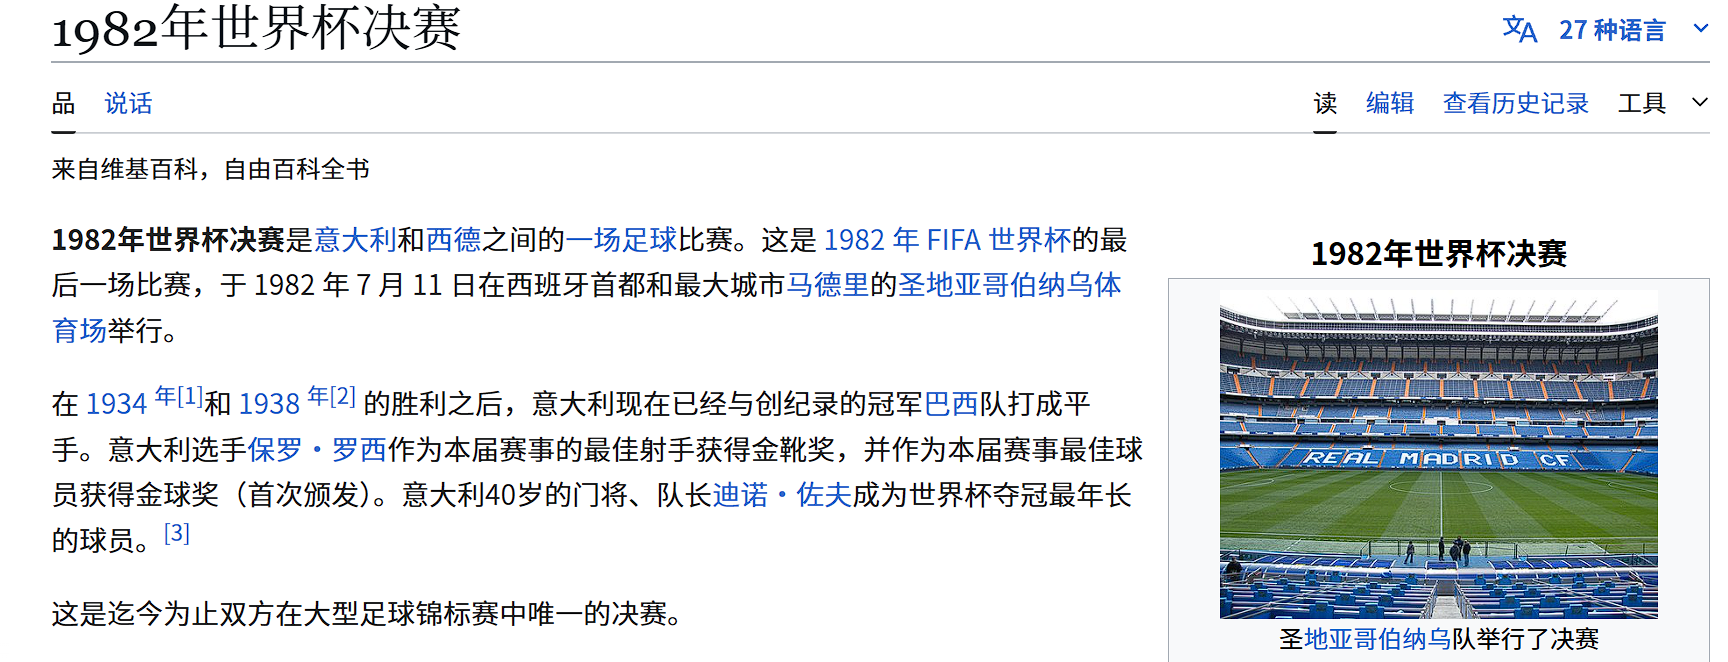 1982年世界杯决赛
27 种语言
品 说话
读 编辑 查看历史记录 工具
来自维基百科，自由百科全书
1982年世界杯决赛是意大利和西德之间的一场足球比赛。这是 1982 年 FIFA 世界杯的最
后一场比赛，于 1982 年 7 月 11 日在西班牙首都和最大城市马德里的圣地亚哥伯纳乌体
育场举行。
在 1934 年[1]和 1938 年[2] 的胜利之后，意大利现在已经与创纪录的冠军巴西队打成平
手。意大利选手保罗・罗西作为本届赛事的最佳射手获得金靴奖，并作为本届赛事最佳球
员获得金球奖（首次颁发）。意大利40岁的门将、队长迪诺・佐夫成为世界杯夺冠最年长
的球员。[3]
这是迄今为止双方在大型足球锦标赛中唯一的决赛。
1982年世界杯决赛
REAL MADRID CF
圣地亚哥伯纳乌队举行了决赛